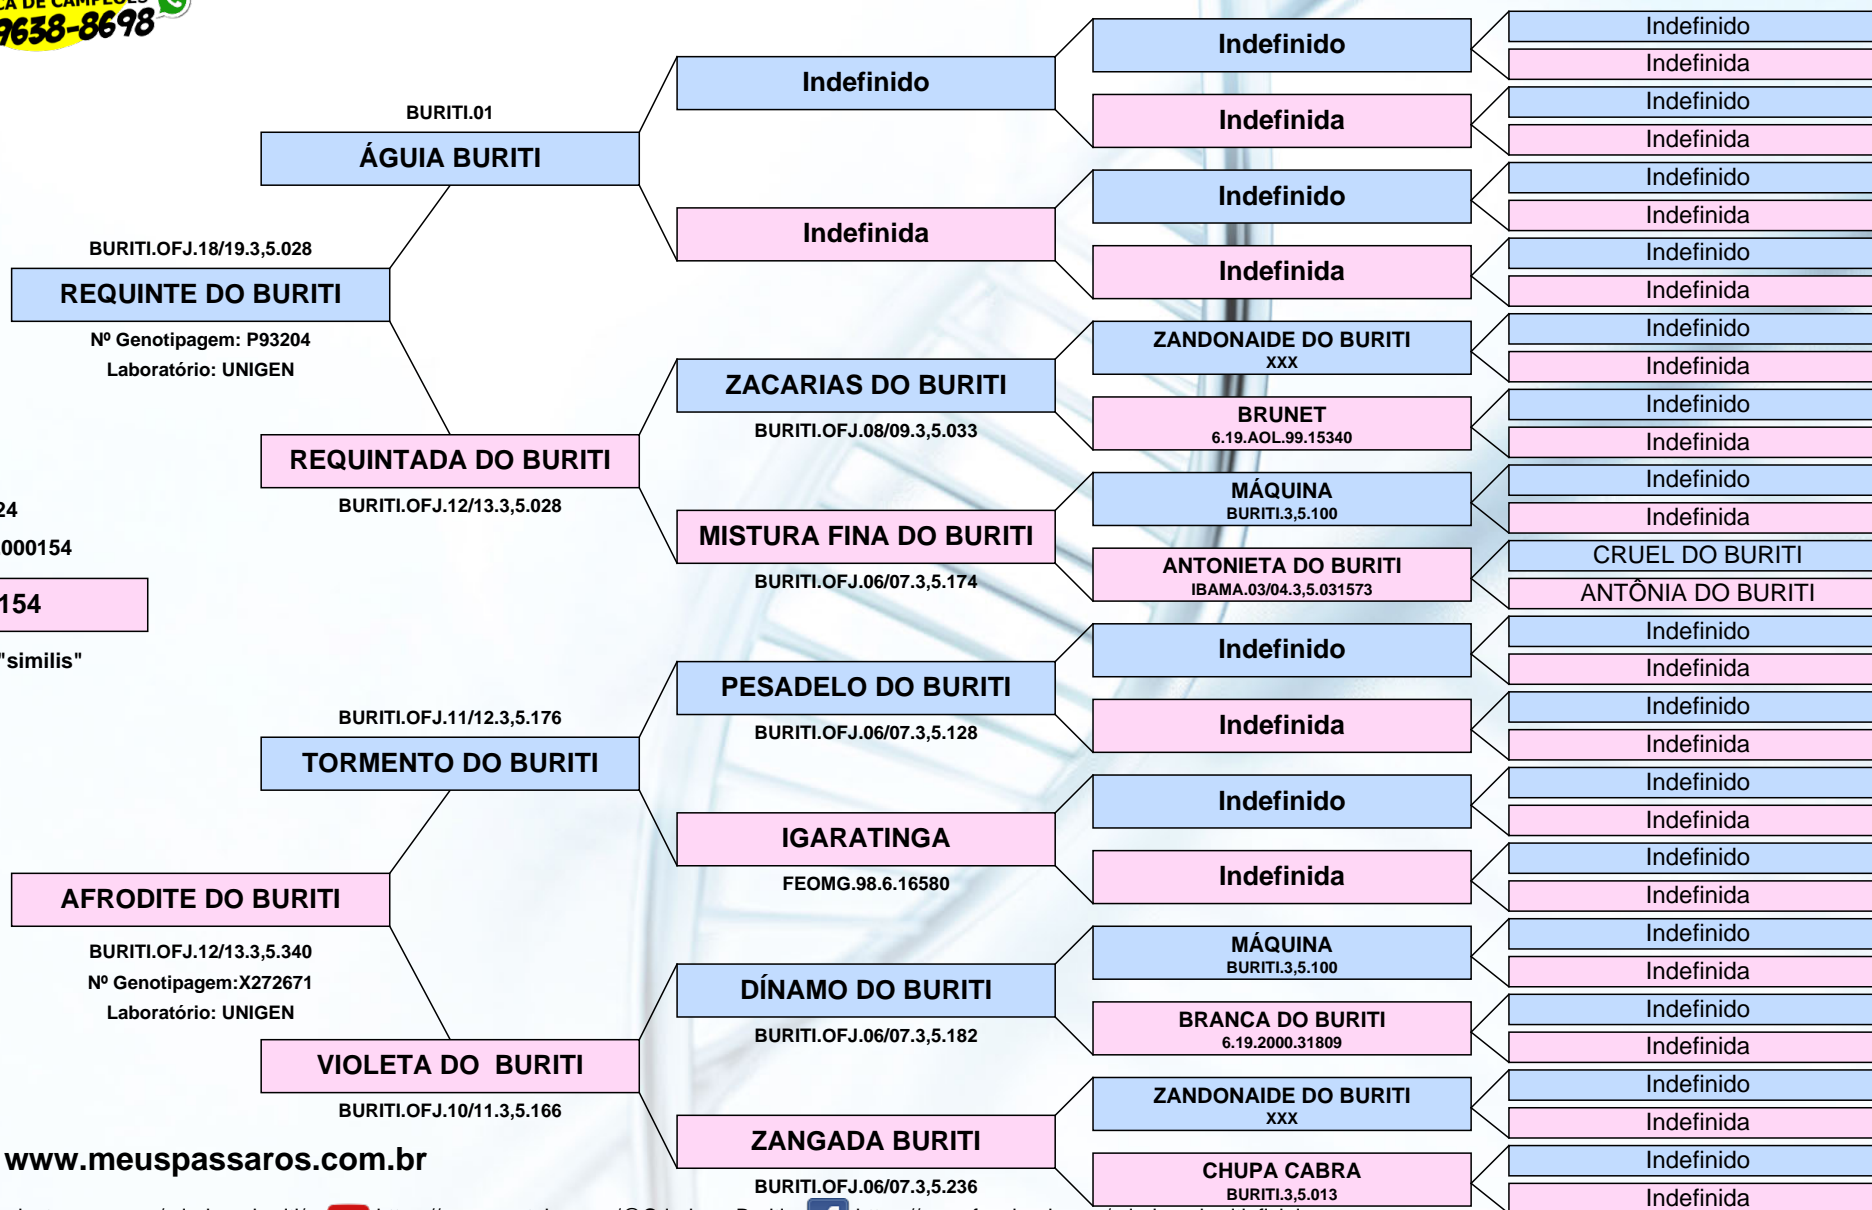 9638-8698
BURITI.01
ÁGUIA BURITI
BURITI.OFJ.18/19.3,5.028
REQUINTE DO BURITI
Nº Genotipagem: P93204
Laboratório: UNIGEN
REQUINTADA DO BURITI
BURITI.OFJ.12/13.3,5.028
24
000154
154
"similis"
BURITI.OFJ.11/12.3,5.176
TORMENTO DO BURITI
AFRODITE DO BURITI
BURITI.OFJ.12/13.3,5.340
Nº Genotipagem:X272671
Laboratório: UNIGEN
VIOLETA DO BURITI
BURITI.OFJ.10/11.3,5.166
www.meuspassaros.com.br
Indefinido
Indefinida
ZACARIAS DO BURITI
BURITI.OFJ.08/09.3,5.033
MISTURA FINA DO BURITI
BURITI.OFJ.06/07.3,5.174
PESADELO DO BURITI
BURITI.OFJ.06/07.3,5.128
IGARATINGA
FEOMG.98.6.16580
DÍNAMO DO BURITI
BURITI.OFJ.06/07.3,5.182
ZANGADA BURITI
BURITI.OFJ.06/07.3,5.236
Indefinido
Indefinida
Indefinido
Indefinida
ZANDONAIDE DO BURITI
XXX
BRUNET
6.19.AOL.99.15340
MÁQUINA
BURITI.3,5.100
ANTONIETA DO BURITI
IBAMA.03/04.3,5.031573
Indefinido
Indefinida
Indefinido
Indefinida
MÁQUINA
BURITI.3,5.100
BRANCA DO BURITI
6.19.2000.31809
ZANDONAIDE DO BURITI
XXX
CHUPA CABRA
BURITI.3,5.013
Indefinido
Indefinida
Indefinido
Indefinida
Indefinido
Indefinida
Indefinido
Indefinida
Indefinido
Indefinida
Indefinido
Indefinida
Indefinido
Indefinida
CRUEL DO BURITI
ANTÔNIA DO BURITI
Indefinido
Indefinida
Indefinido
Indefinida
Indefinido
Indefinida
Indefinido
Indefinida
Indefinido
Indefinida
Indefinido
Indefinida
Indefinido
Indefinida
Indefinido
Indefinida